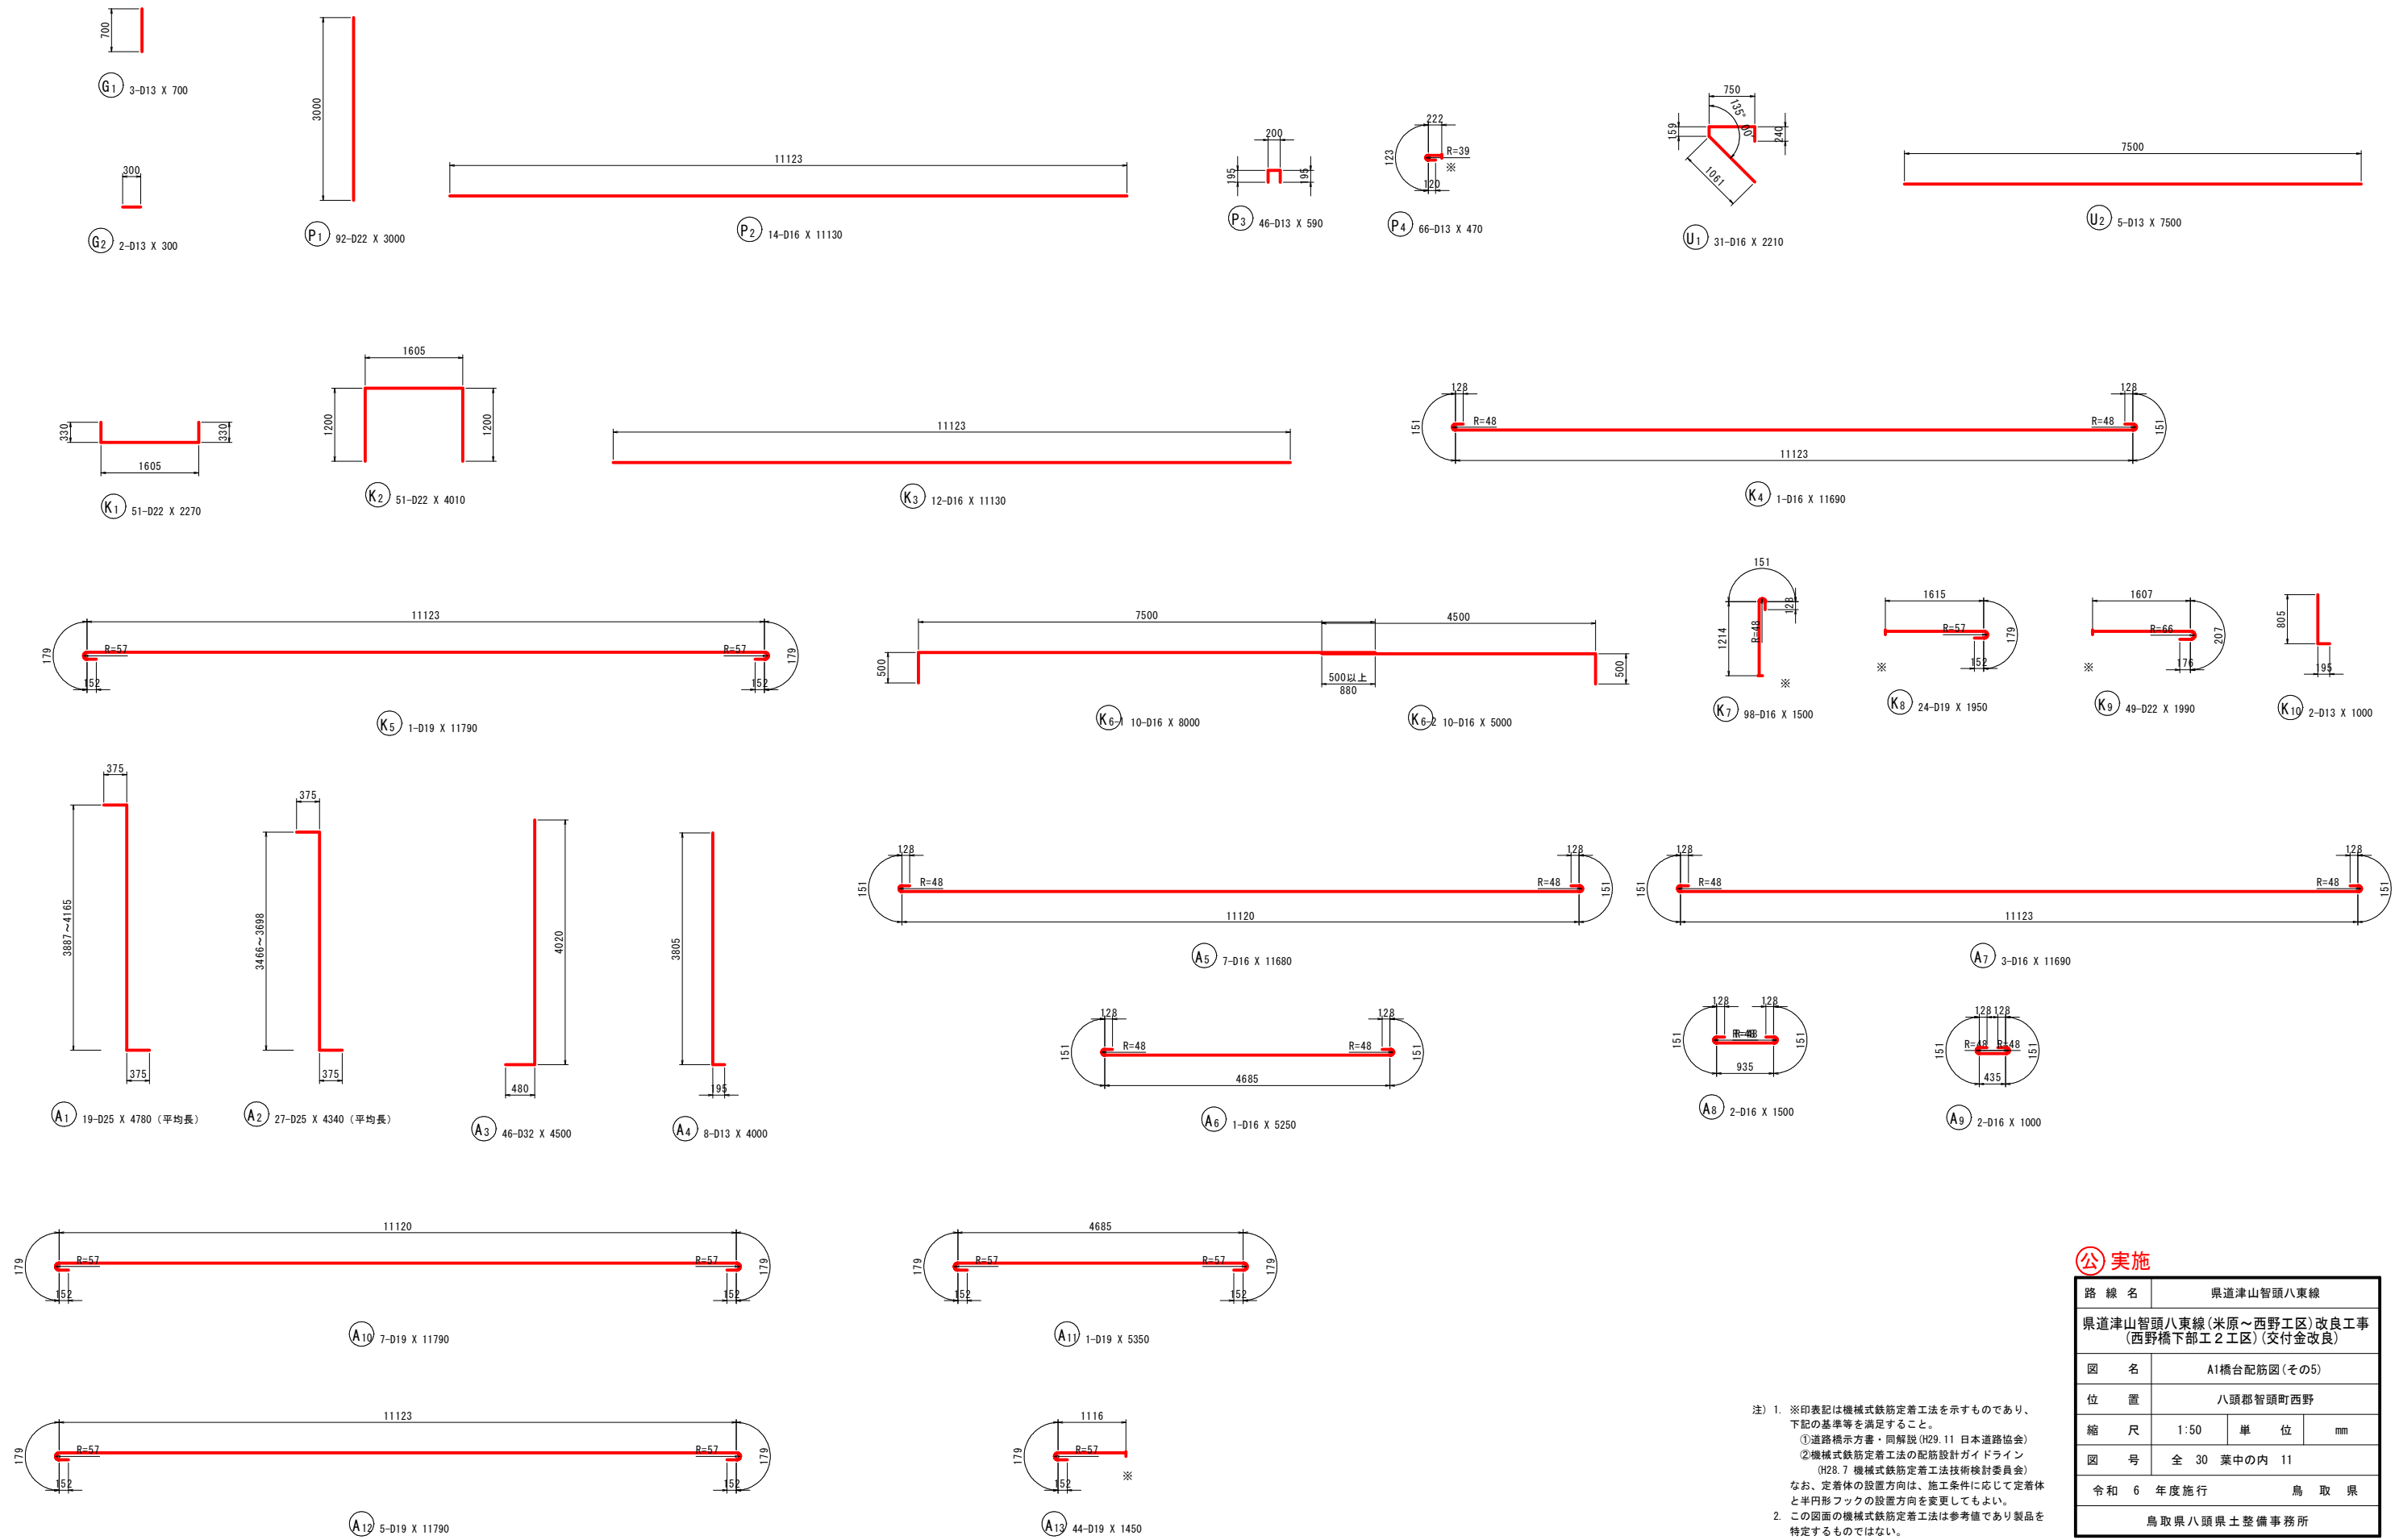 700
G1 3-D13 X 700
300
G2 2-D13 X 300
3000
P1 92-D22 X 3000
11123
P2 14-D16 X 11130
200
195 195
P3 46-D13 X 590
222
123
R=39
※
120
P4 66-D13 X 470
750
135°
90°
159
240
1061
U1 31-D16 X 2210
7500
U2 5-D13 X 7500
330 330
1605
K1 51-D22 X 2270
1605
1200 1200
K2 51-D22 X 4010
11123
K3 12-D16 X 11130
128 128
151 R=48 R=48 151
11123
K4 1-D16 X 11690
11123
179 R=57 R=57 179
152 152
K5 1-D19 X 11790
7500 4500
500 500
500以上
880
K6-1 10-D16 X 8000
K6-2 10-D16 X 5000
151
128
1214 R=48
※
K7 98-D16 X 1500
1615
R=57 179
※ 152
K8 24-D19 X 1950
1607
R=66 207
※ 176
K9 49-D22 X 1990
805
195
K10 2-D13 X 1000
375
3887~4165
375
A1 19-D25 X 4780 (平均長)
375
3466~3698
375
A2 27-D25 X 4340 (平均長)
4020
480
A3 46-D32 X 4500
3805
195
A4 8-D13 X 4000
128 128
151 R=48 R=48 151
11120
A5 7-D16 X 11680
128 128
151 R=48 R=48 151
11123
A7 3-D16 X 11690
128 128
151 R=48 R=48 151
4685
A6 1-D16 X 5250
128 128
151 R=48 R=48 151
935
A8 2-D16 X 1500
128 128
151 R=48 R=48 151
435
A9 2-D16 X 1000
11120
179 R=57 R=57 179
152 152
A10 7-D19 X 11790
4685
179 R=57 R=57 179
152 152
A11 1-D19 X 5350
11123
179 R=57 R=57 179
152 152
A12 5-D19 X 11790
1116
179 R=57
152 ※
A13 44-D19 X 1450
注) 1. ※印表記は機械式鉄筋定着工法を示すものであり、
下記の基準等を満足すること。
①道路橋示方書・同解説(H29.11 日本道路協会)
②機械式鉄筋定着工法の配筋設計ガイドライン
(H28.7 機械式鉄筋定着工法技術検討委員会)
なお、定着体の設置方向は、施工条件に応じて定着体
と半円形フックの設置方向を変更してもよい。
2. この図面の機械式鉄筋定着工法は参考値であり製品を
特定するものではない。
公 実施
路線名 県道津山智頭八東線
県道津山智頭八東線(米原~西野工区)改良工事
(西野橋下部工2工区)(交付金改良)
図名 A1橋台配筋図(その5)
位置 八頭郡智頭町西野
縮尺 1:50 単位 mm
図号 全 30 葉中の内 11
令和 6 年度施行 鳥取県
鳥取県八頭県土整備事務所